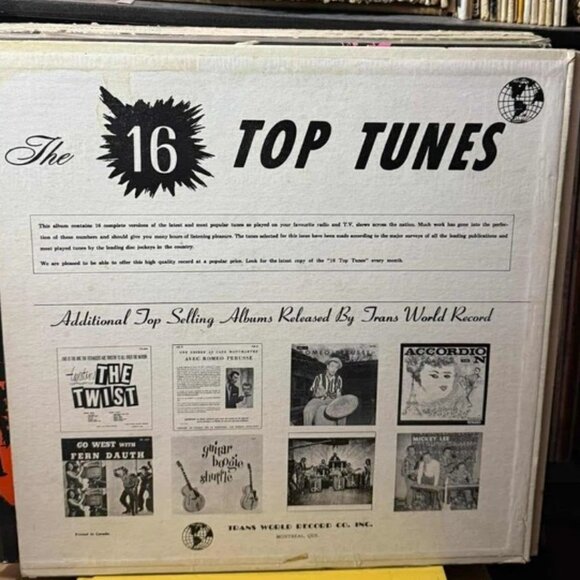 The 16 TOP TUNES
This album contains 16 complete versions of the latest and most popular tunes as played on your favourite radio and T.V. shows across the nation. Much work has gone into the perfec-
tion of these numbers and should give you many hours of listening pleasure. The tunes selected for this issue have been made according to the major surveys of all the leading publications and
most played tunes by the leading disc jockeys in the country.
We are pleased to be able to offer this high quality record at a popular price. Look for the latest copy of the "16 Top Tunes" every month.
Additional Top Selling Albums Released By Trans World Record
THE
TWIST
AVEC ROMEO PERUSSE
ACCORDION
GO WEST WITH
FERN DAUTH
guitar
boogie
shuffle
MICKEY LEE
Printed in Canada
TRANS WORLD RECORD CO. INC.
MONTREAL, QUE.